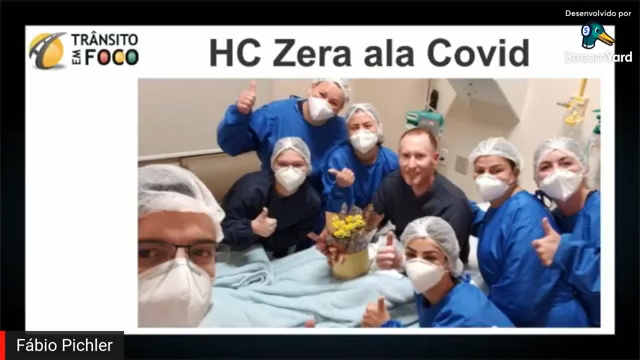 Desenvolvido por
StreamYard
TRÂNSITO
EM FOCO
HC Zera ala Covid
Fábio Pichler